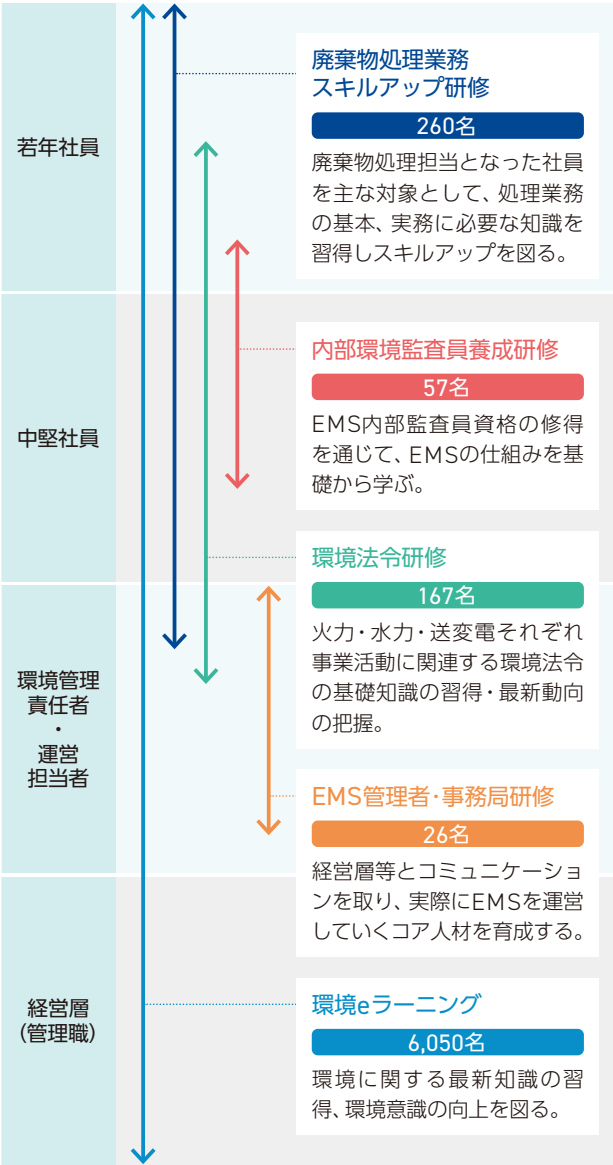 若年社員
廃棄物処理業務
スキルアップ研修
260名
廃棄物処理担当となった社員
を主な対象として、処理業務
の基本、実務に必要な知識を
習得しスキルアップを図る。
中堅社員
内部環境監査員養成研修
57名
EMS内部監査員資格の修得
を通じて、EMSの仕組みを基
礎から学ぶ。
環境法令研修
167名
火力・水力・送変電それぞれ
事業活動に関連する環境法令
の基礎知識の習得・最新動向
の把握。
環境管理
責任者
・
運営
担当者
EMS管理者・事務局研修
26名
経営層等とコミュニケーショ
ンを取り、実際にEMSを運営
していくコア人材を育成する。
経営層
（管理職）
環境eラーニング
6,050名
環境に関する最新知識の習
得、環境意識の向上を図る。